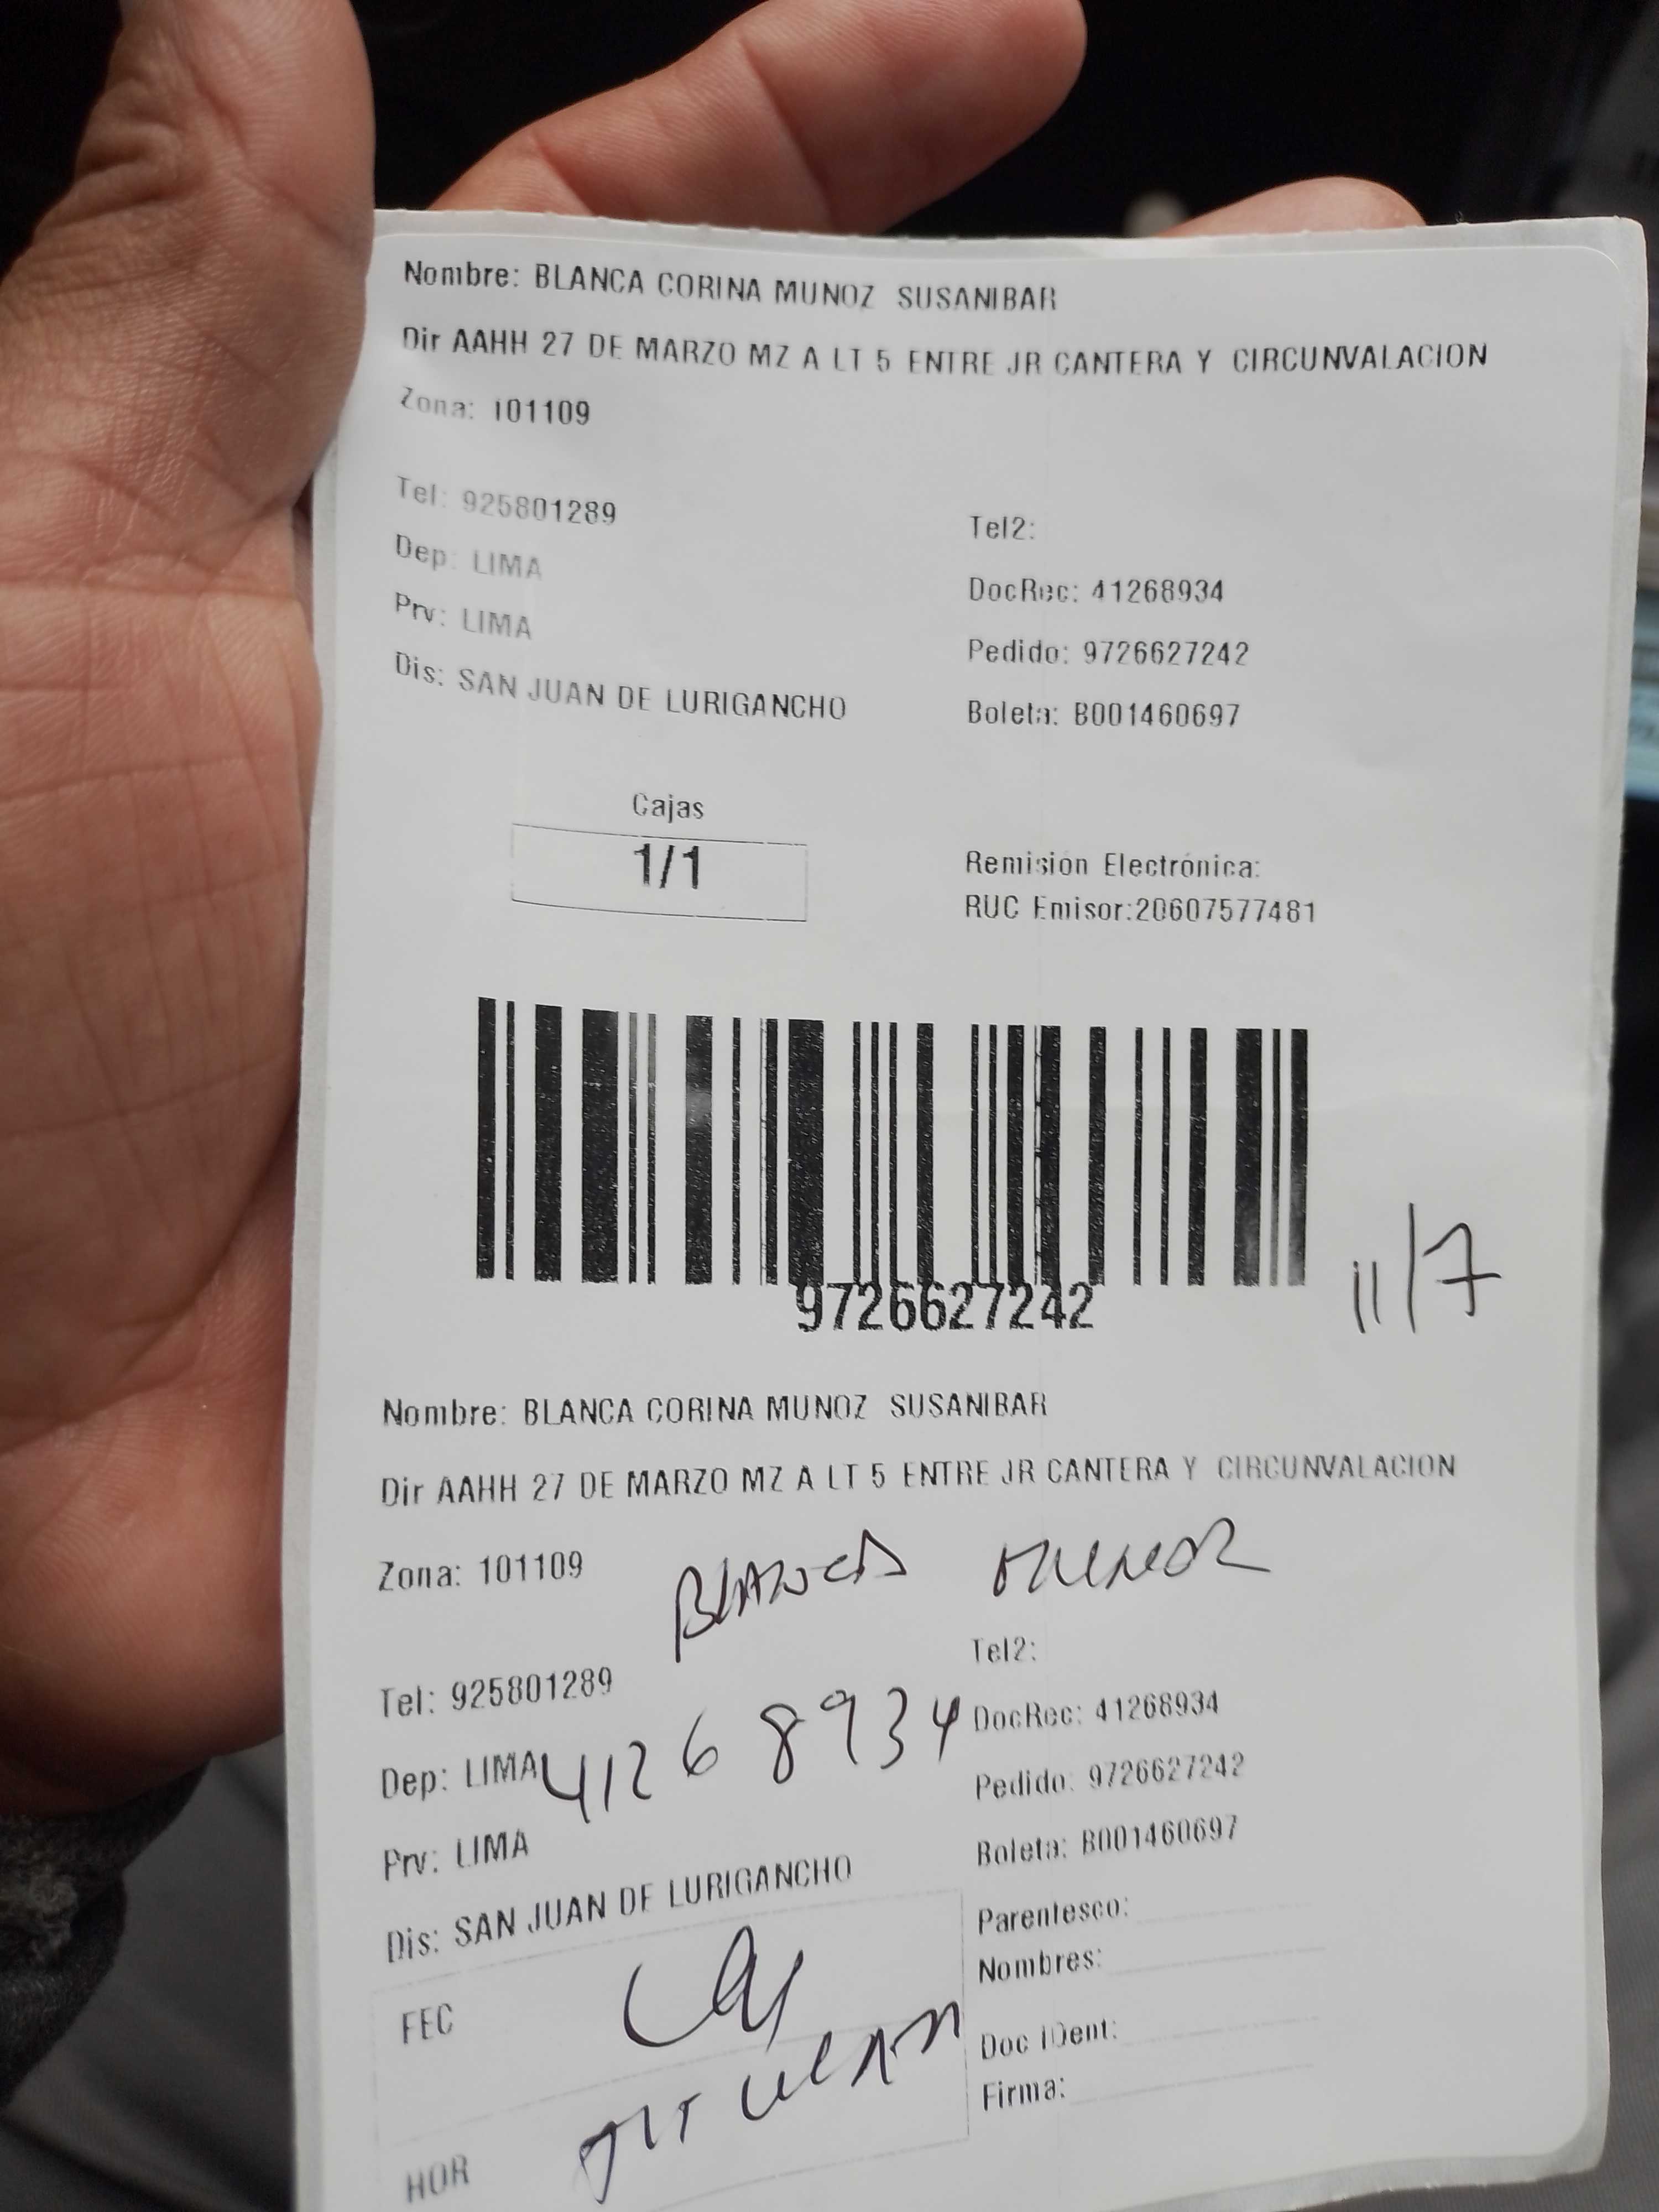 Nombre: BLANCA CORINA MUNOZ SUSANIBAR
Dir AAHH 27 DE MARZO MZ A LT 5 ENTRE JR CANTERA Y CIRCUNVALACION
Zona: 101109
Tel: 925801289
Tel2:
Dep: LIMA
DocRec: 41268934
Prv: LIMA
Pedido: 9726627242
Dis: SAN JUAN DE LURIGANCHO
Boleta: B001460697
Cajas
1/1
Remisión Electrónica:
RUC Emisor:20607577481
9726627242
11/7
Nombre: BLANCA CORINA MUNOZ SUSANIBAR
Dir AAHH 27 DE MARZO MZ A LT 5 ENTRE JR CANTERA Y CIRCUNVALACION
Zona: 101109
BLANCA MUNOZ
Tel2:
Tel: 925801289
41268934
DocRec: 41268934
Dep: LIMA
Pedido: 9726627242
Prv: LIMA
Boleta: B001460697
Dis: SAN JUAN DE LURIGANCHO
Parentesco:
Nombres:
FEC
Doc IDent:
TITULAR
Firma:
HOR